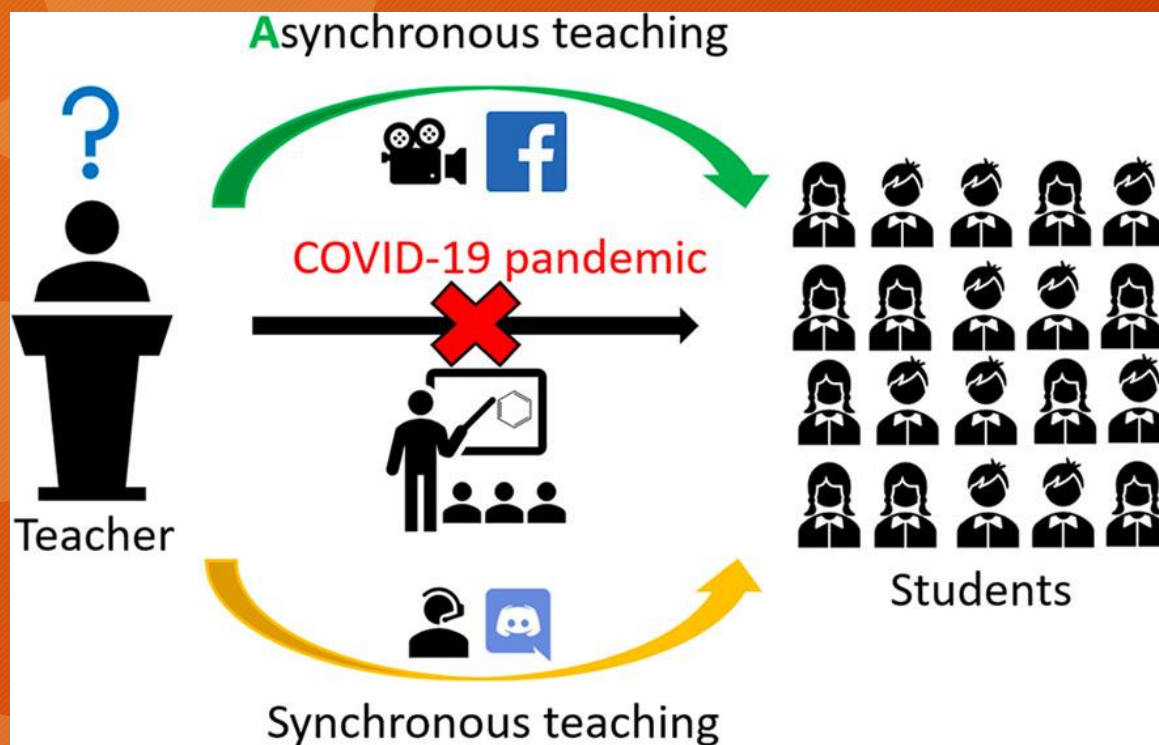 Asynchronous teaching
?
COVID-19 pandemic
Teacher
Students
Synchronous teaching